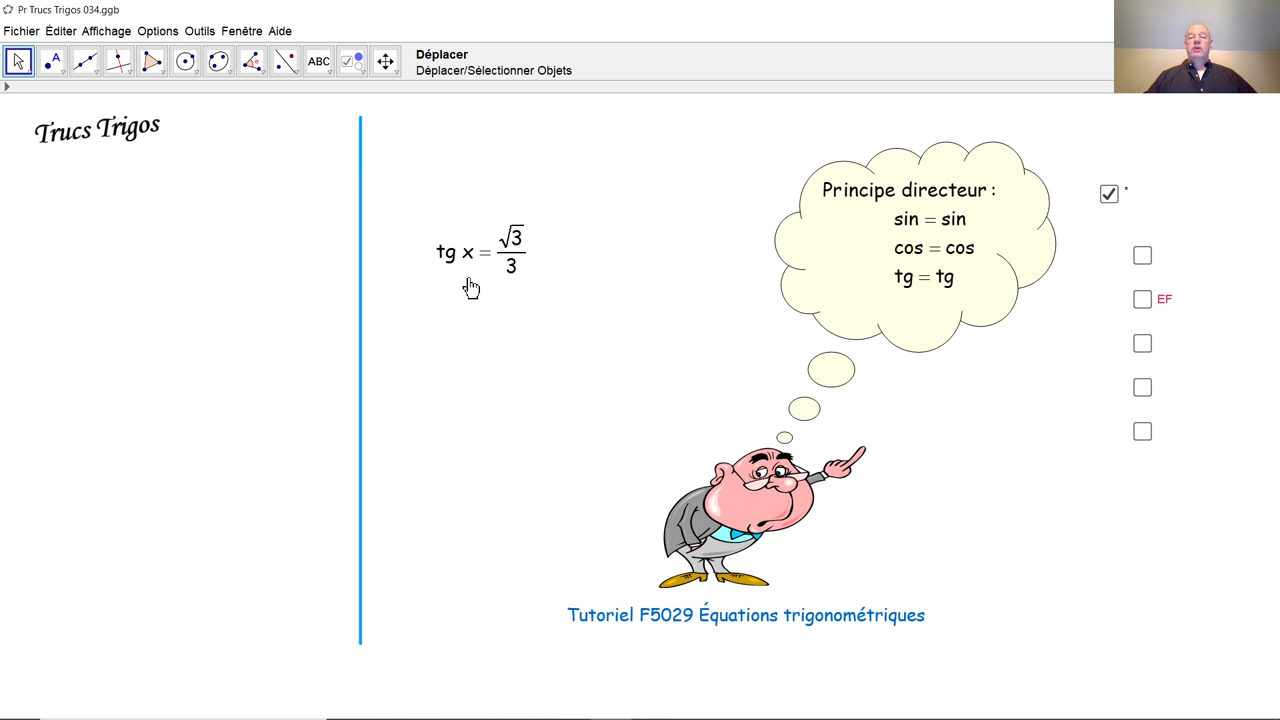 Pr Trucs Trigos 034.ggb
Fichier Éditer Affichage Options Outils Fenêtre Aide
A
ABC
Déplacer
Déplacer/Sélectionner Objets
Trucs Trigos
tg x = √3/3
Principe directeur :
sin = sin
cos = cos
tg = tg
*
EF
Tutoriel F5029 Équations trigonométriques